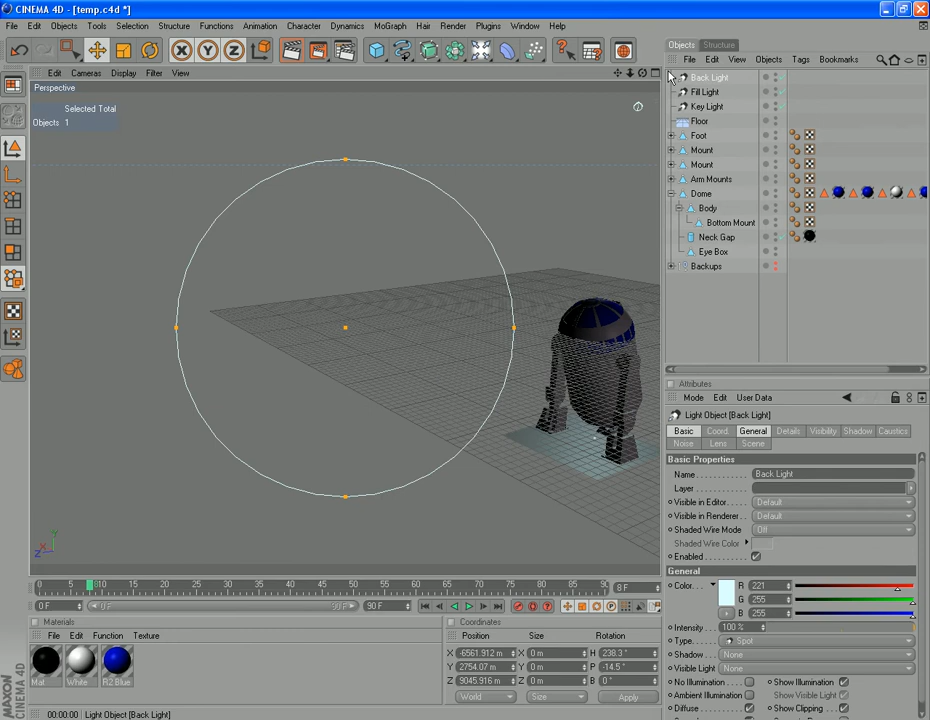 CINEMA 4D - [temp.c4d *]
File Edit Objects Tools Selection Structure Functions Animation Character Dynamics MoGraph Hair Render Plugins Window Help
Objects Structure
File Edit View Objects Tags Bookmarks
Edit Cameras Display Filter View
Perspective
Selected Total
Objects 1
Back Light
Fill Light
Key Light
Floor
Foot
Mount
Mount
Arm Mounts
Dome
Body
Bottom Mount
Neck Gap
Eye Box
Backups
Attributes
Mode Edit User Data
Light Object [Back Light]
Basic Coord. General Details Visibility Shadow Caustics
Noise Lens Scene
Basic Properties
Name Back Light
Layer
Visible in Editor Default
Visible in Renderer Default
Shaded Wire Mode Off
Shaded Wire Color
Enabled
General
Color R 221
G 255
B 255
Intensity 100 %
Type Spot
Shadow None
Visible Light None
No Illumination Show Illumination
Ambient Illumination Show Visible Light
Diffuse Show Clipping
Y
X
Z
0 5 10 15 20 25 30 35 40 45 50 55 60 65 70 75 80 85 90 8 F
0 F 0 F 90 F 90 F
Materials
File Edit Function Texture
Mat White R2 Blue
Coordinates
Position Size Rotation
X -6561.912 m X 0 m H 238.3 °
Y 2754.07 m Y 0 m P -14.5 °
Z 9045.916 m Z 0 m B 0 °
World Size Apply
MAXON
CINEMA 4D
00:00:00 Light Object [Back Light]